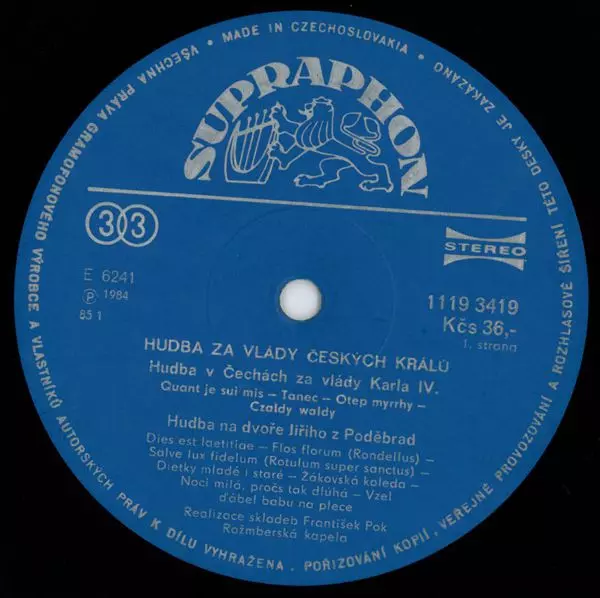 • MADE IN CZECHOSLOVAKIA •
VŠECHNA PRÁVA GRAMOFONOVÉHO VÝROBCE A VLASTNÍKŮ AUTORSKÝCH PRÁV K DÍLU VYHRAŽENA. POŘIZOVÁNÍ KOPIÍ, VEŘEJNÉ PROVOZOVÁNÍ A ROZHLASOVÉ ŠÍŘENÍ TÉTO DESKY JE ZAKÁZÁNO
SUPRAPHON
33
STEREO
E 6241
Ⓟ 1984
85 1
1119 3419
Kčs 36,-
1. strana
HUDBA ZA VLÁDY ČESKÝCH KRÁLŮ
Hudba v Čechách za vlády Karla IV.
Quant je sui mis – Tanec – Otep myrrhy –
Czaldy waldy
Hudba na dvoře Jiřího z Poděbrad
Dies est laetitiae – Flos florum (Rondellus) –
Salve lux fidelum (Rotulum super sanctus) –
Dietky mladé i staré – Žákovská koleda –
Noci milá, pročs tak dlúhá – Vzel
ďábel babu na plece
Realizace skladeb František Pok
Rožmberská kapela